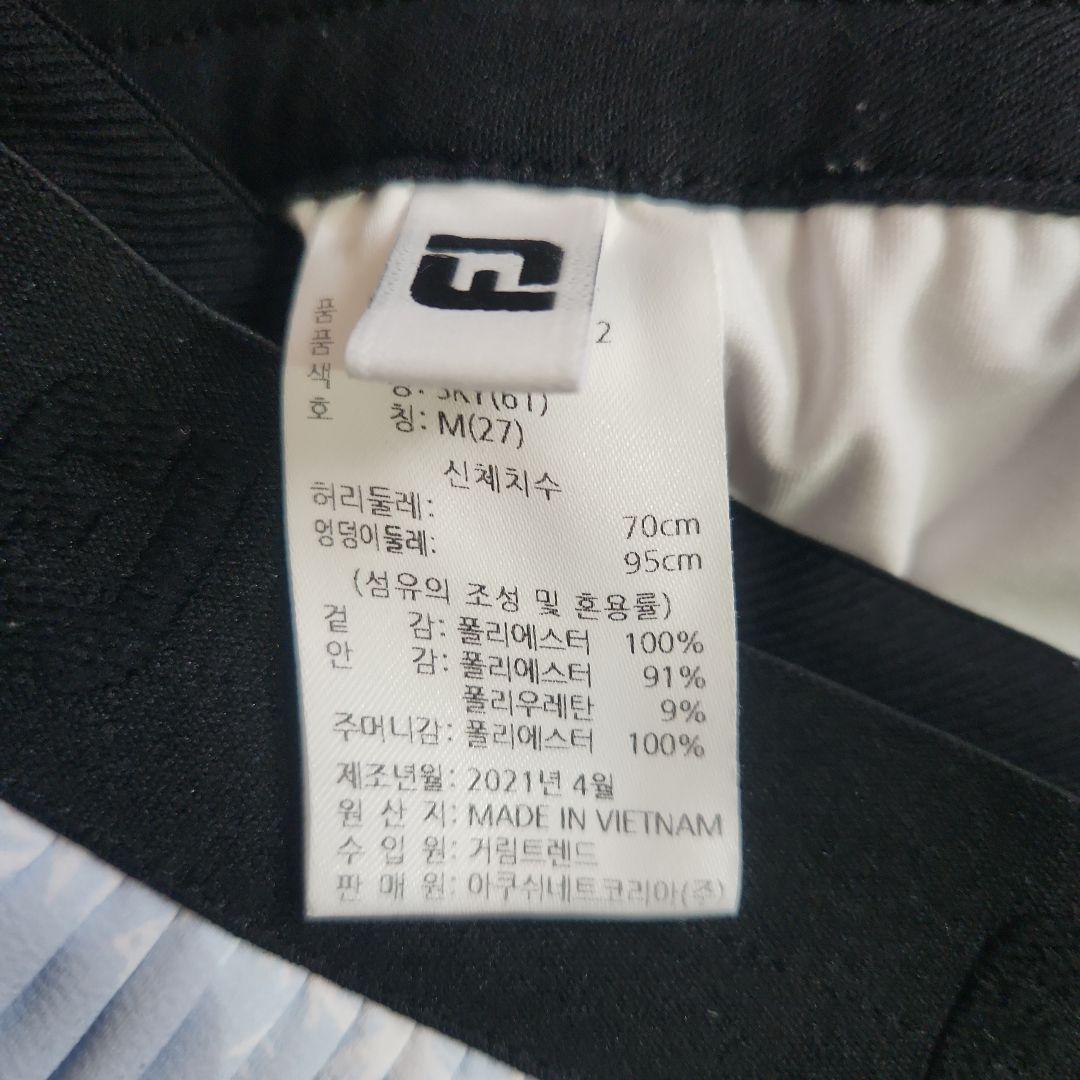 FJ
품
품 2
색 상: SKY(61)
호 칭: M(27)
신체치수
허리둘레: 70cm
엉덩이둘레: 95cm
(섬유의 조성 및 혼용률)
겉 감: 폴리에스터 100%
안 감: 폴리에스터 91%
폴리우레탄 9%
주머니감: 폴리에스터 100%
제조년월: 2021년 4월
원 산 지: MADE IN VIETNAM
수 입 원: 거림트렌드
판 매 원: 아쿠쉬네트코리아(주)